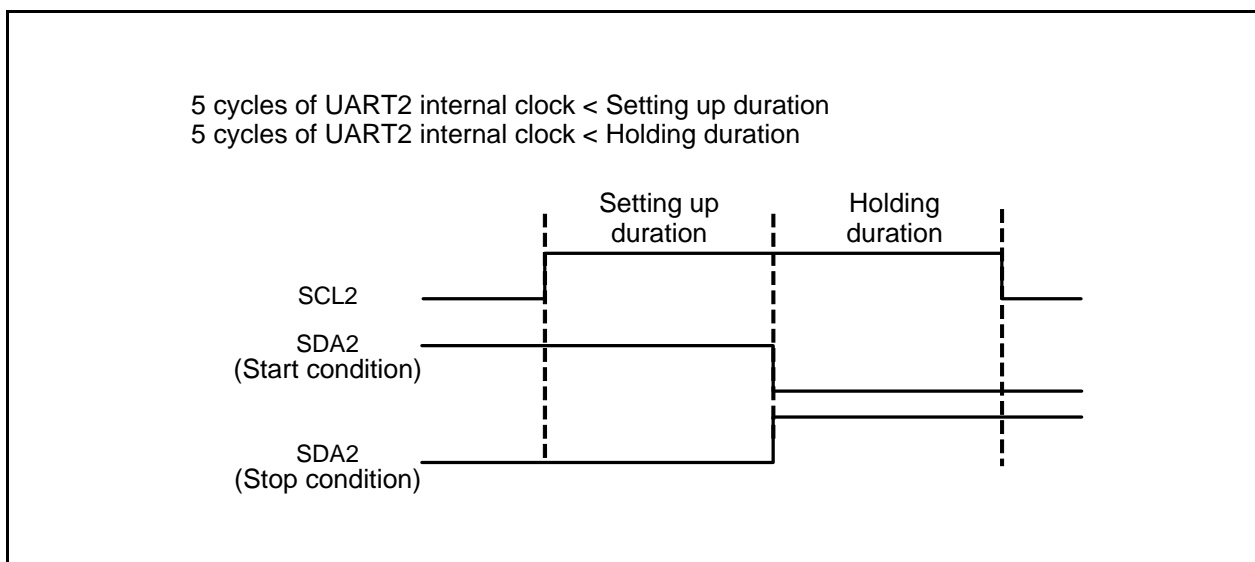 5 cycles of UART2 internal clock < Setting up duration
5 cycles of UART2 internal clock < Holding duration
Setting up
duration
Holding
duration
SCL2
SDA2
(Start condition)
SDA2
(Stop condition)